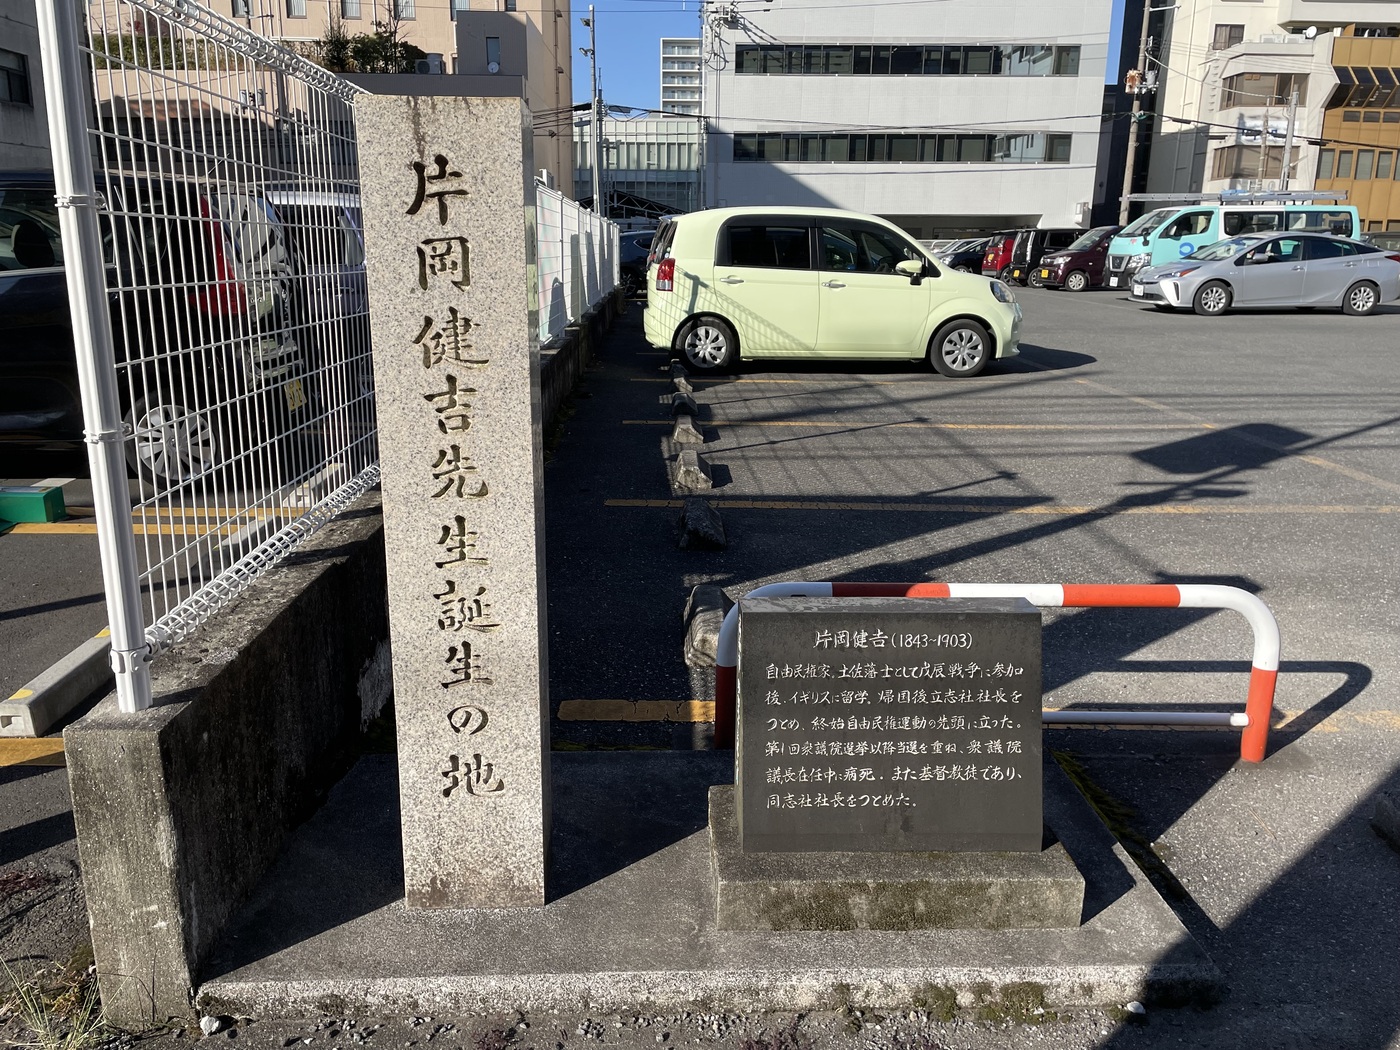 片岡健吉先生誕生の地
片岡健吉(1843~1903)
自由民権家。土佐藩士として戊辰戦争に参加
後、イギリスに留学。帰国後立志社社長を
つとめ、終始自由民権運動の先頭に立った。
第1回衆議院選挙以降当選を重ね、衆議院
議長在任中に病死。また基督教徒であり、
同志社社長をつとめた。